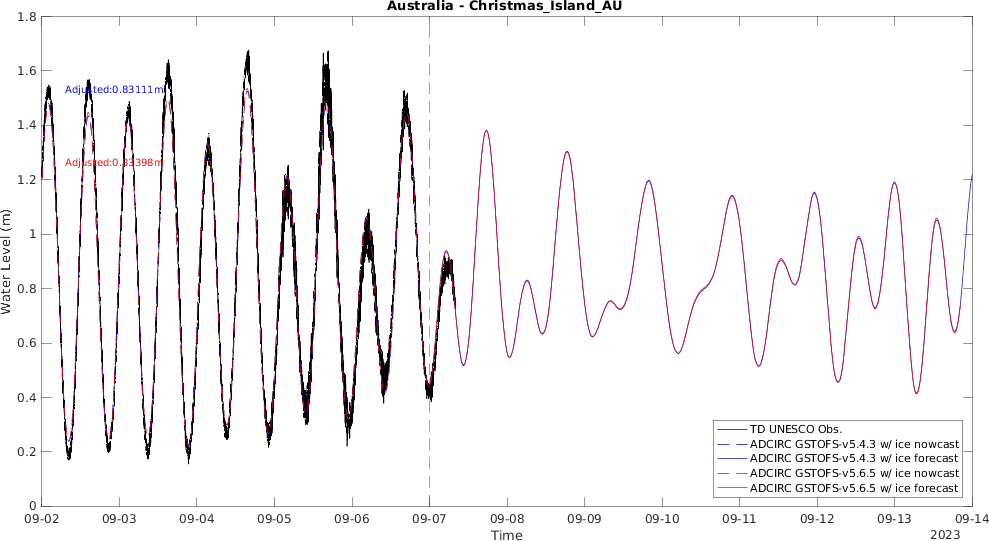 Australia - Christmas_Island_AU
1.8
1.6
1.4
1.2
1
0.8
0.6
0.4
0.2
0
Water Level (m)
Adjusted:0.83111m
Adjusted:0.83398m
TD UNESCO Obs.
ADCIRC GSTOFS-v5.4.3 w/ ice nowcast
ADCIRC GSTOFS-v5.4.3 w/ ice forecast
ADCIRC GSTOFS-v5.6.5 w/ ice nowcast
ADCIRC GSTOFS-v5.6.5 w/ ice forecast
09-02 09-03 09-04 09-05 09-06 09-07 09-08 09-09 09-10 09-11 09-12 09-13 09-14
Time
2023